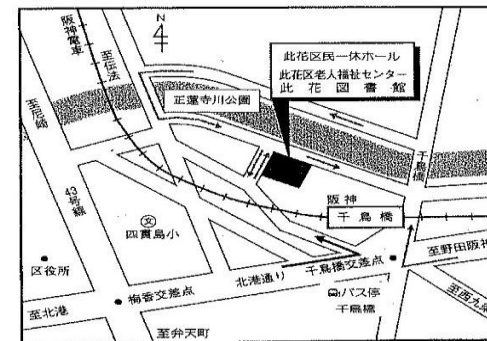 阪神電車
至伝法
N
此花区民一休ホール
此花区老人福祉センター
此花図書館
至尼崎
正蓮寺川公園
43号線
千鳥橋
阪神
千鳥橋
文
四貫島小
区役所
梅香交差点
北港通り
千鳥橋交差点
至野田阪神
バス停
千鳥橋
至西九条
至北港
至弁天町